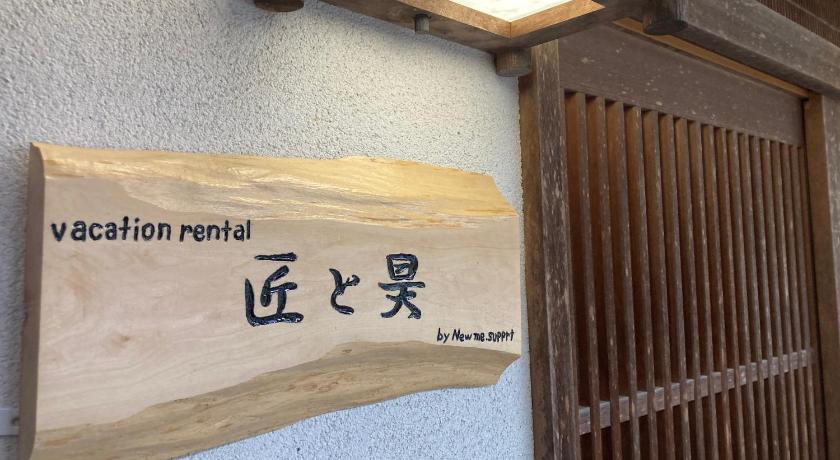 vacation rental
匠と昊
by New me.supprt